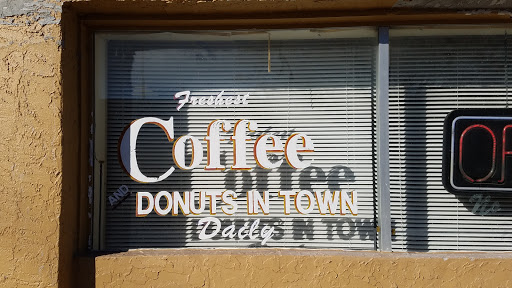 Freshest
Coffee
AND
DONUTS IN TOWN
Daily